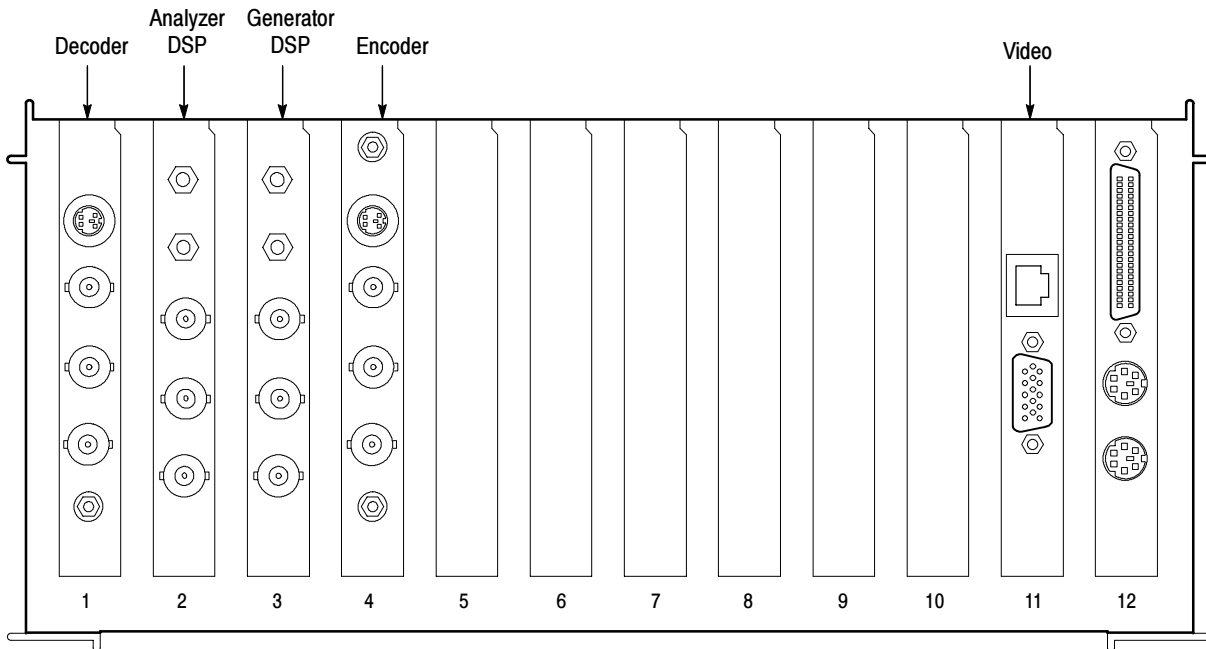 Decoder
Analyzer
DSP
Generator
DSP
Encoder
Video
1 2 3 4 5 6 7 8 9 10 11 12